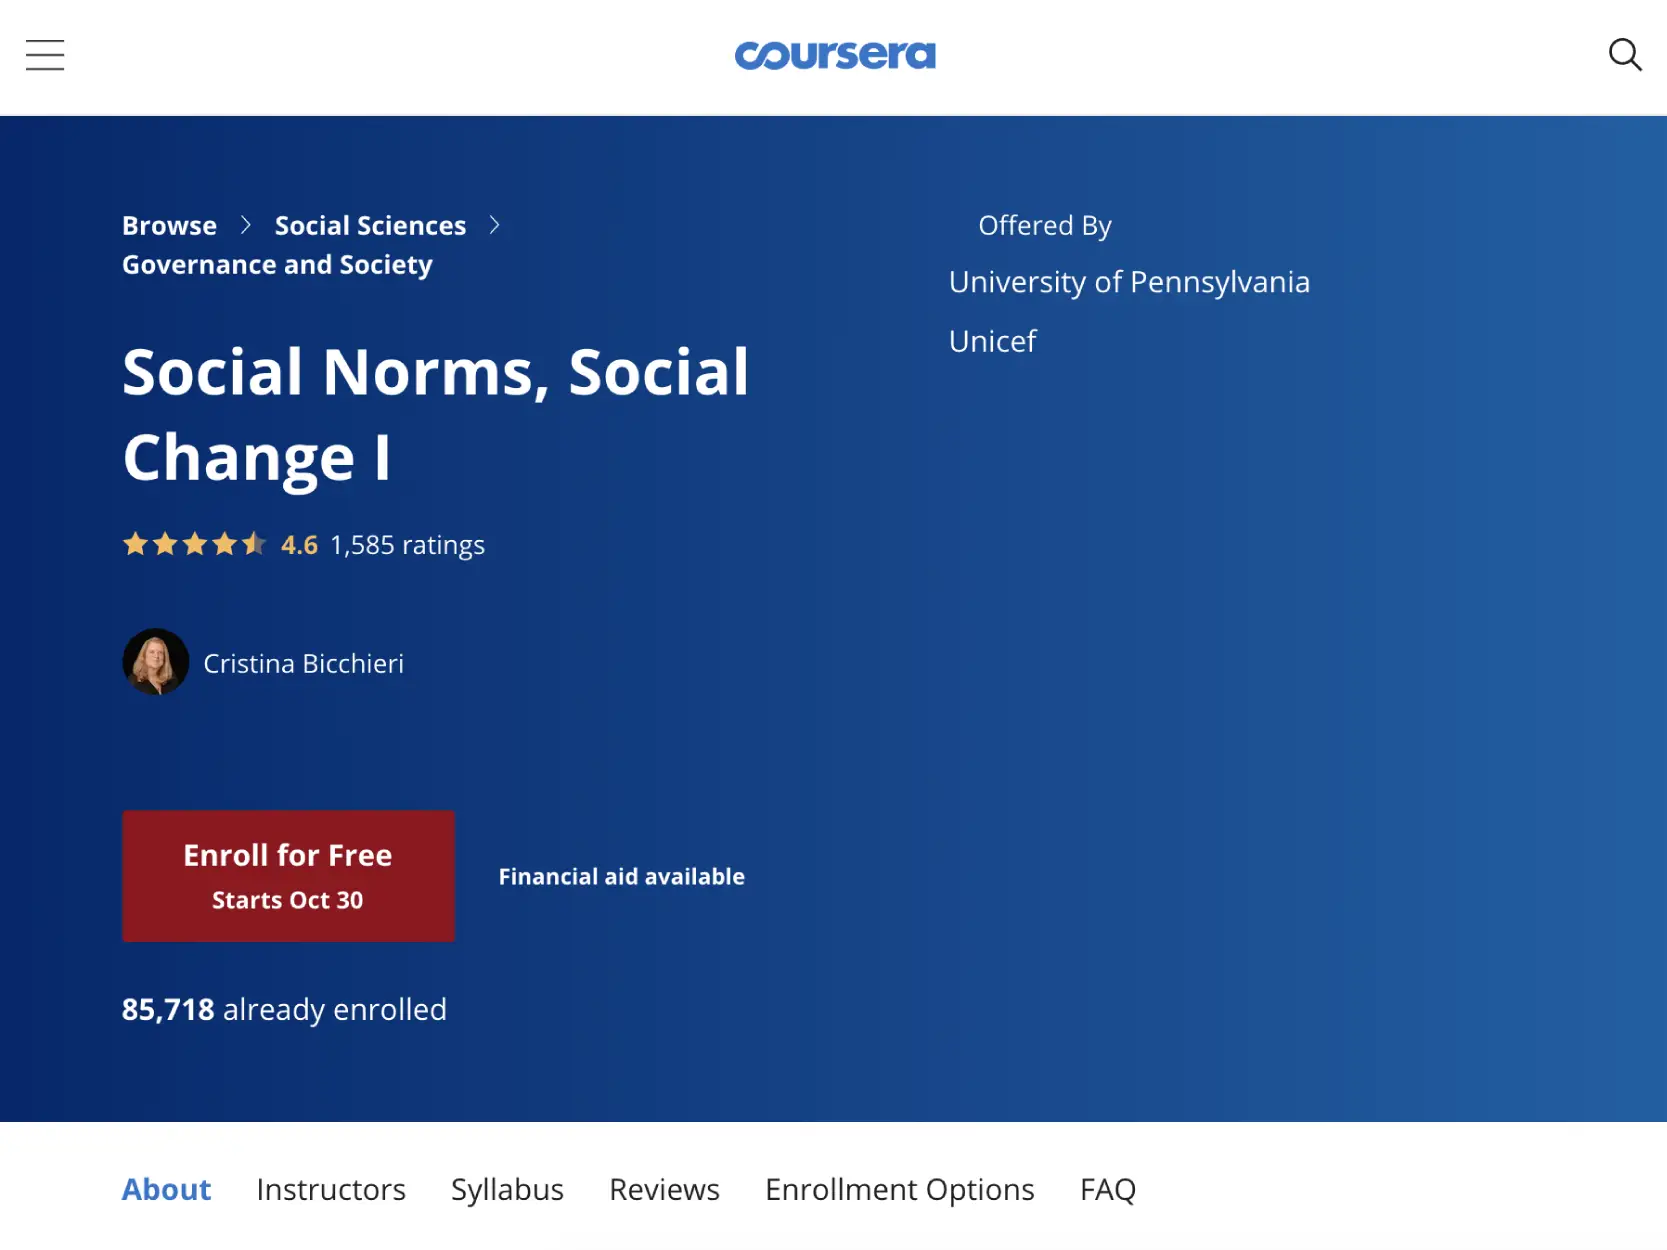 coursera
Browse
Social Sciences
Governance and Society
Social Norms, Social
Change I
4.6 1,585 ratings
Cristina Bicchieri
Enroll for Free
Starts Oct 30
Financial aid available
85,718 already enrolled
Offered By
University of Pennsylvania
Unicef
About Instructors Syllabus Reviews Enrollment Options FAQ